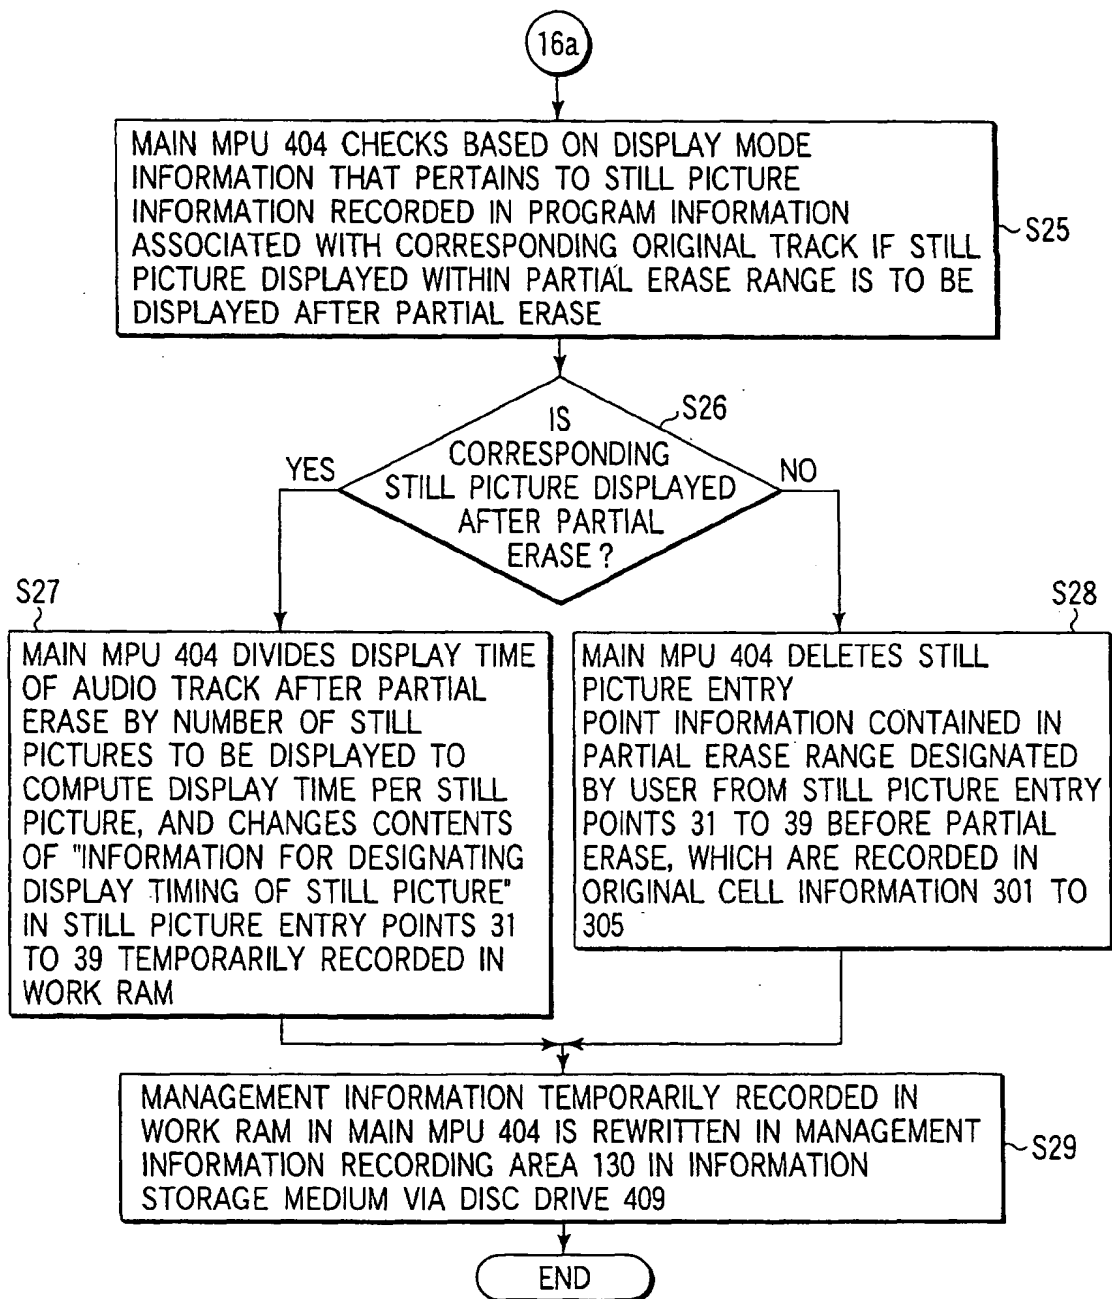 16a
MAIN MPU 404 CHECKS BASED ON DISPLAY MODE
INFORMATION THAT PERTAINS TO STILL PICTURE
INFORMATION RECORDED IN PROGRAM INFORMATION
ASSOCIATED WITH CORRESPONDING ORIGINAL TRACK IF STILL
PICTURE DISPLAYED WITHIN PARTIAL ERASE RANGE IS TO BE
DISPLAYED AFTER PARTIAL ERASE
S25
S26
IS
CORRESPONDING
STILL PICTURE DISPLAYED
AFTER PARTIAL
ERASE?
YES
NO
S27
MAIN MPU 404 DIVIDES DISPLAY TIME
OF AUDIO TRACK AFTER PARTIAL
ERASE BY NUMBER OF STILL
PICTURES TO BE DISPLAYED TO
COMPUTE DISPLAY TIME PER STILL
PICTURE, AND CHANGES CONTENTS
OF "INFORMATION FOR DESIGNATING
DISPLAY TIMING OF STILL PICTURE"
IN STILL PICTURE ENTRY POINTS 31
TO 39 TEMPORARILY RECORDED IN
WORK RAM
S28
MAIN MPU 404 DELETES STILL
PICTURE ENTRY
POINT INFORMATION CONTAINED IN
PARTIAL ERASE RANGE DESIGNATED
BY USER FROM STILL PICTURE ENTRY
POINTS 31 TO 39 BEFORE PARTIAL
ERASE, WHICH ARE RECORDED IN
ORIGINAL CELL INFORMATION 301 TO
305
MANAGEMENT INFORMATION TEMPORARILY RECORDED IN
WORK RAM IN MAIN MPU 404 IS REWRITTEN IN MANAGEMENT
INFORMATION RECORDING AREA 130 IN INFORMATION
STORAGE MEDIUM VIA DISC DRIVE 409
S29
END